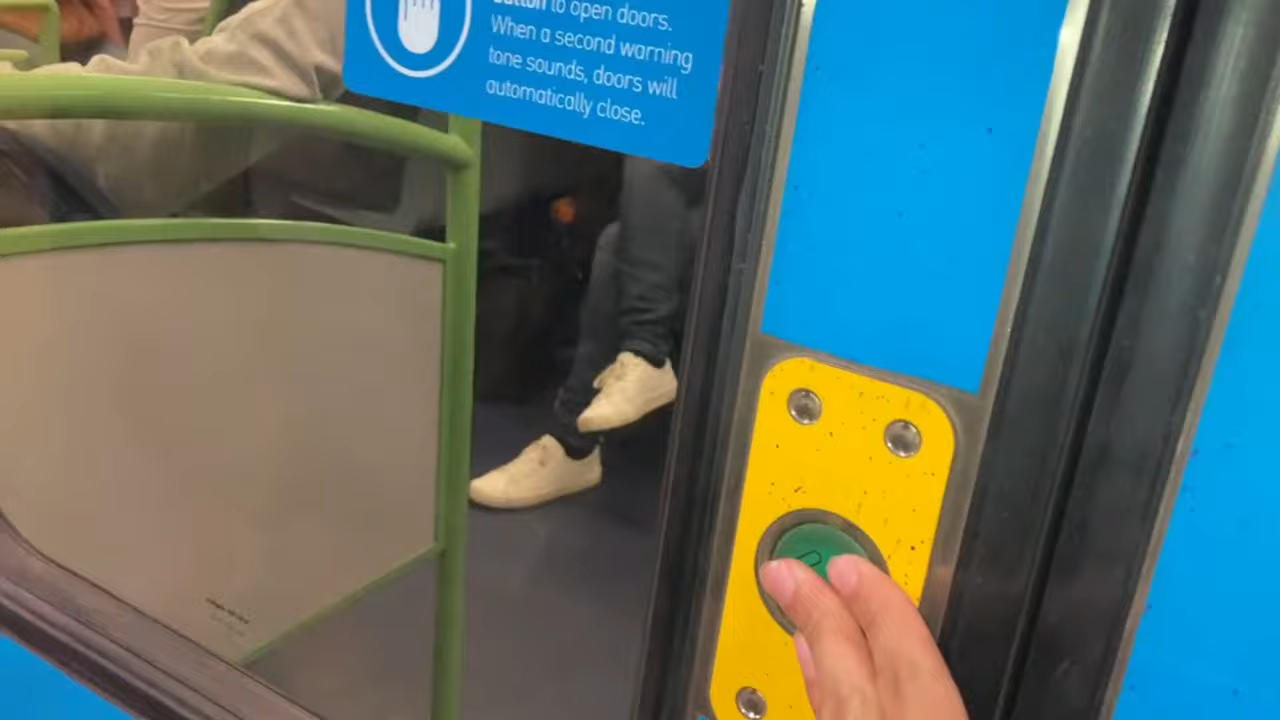 button to open doors.
When a second warning
tone sounds, doors will
automatically close.